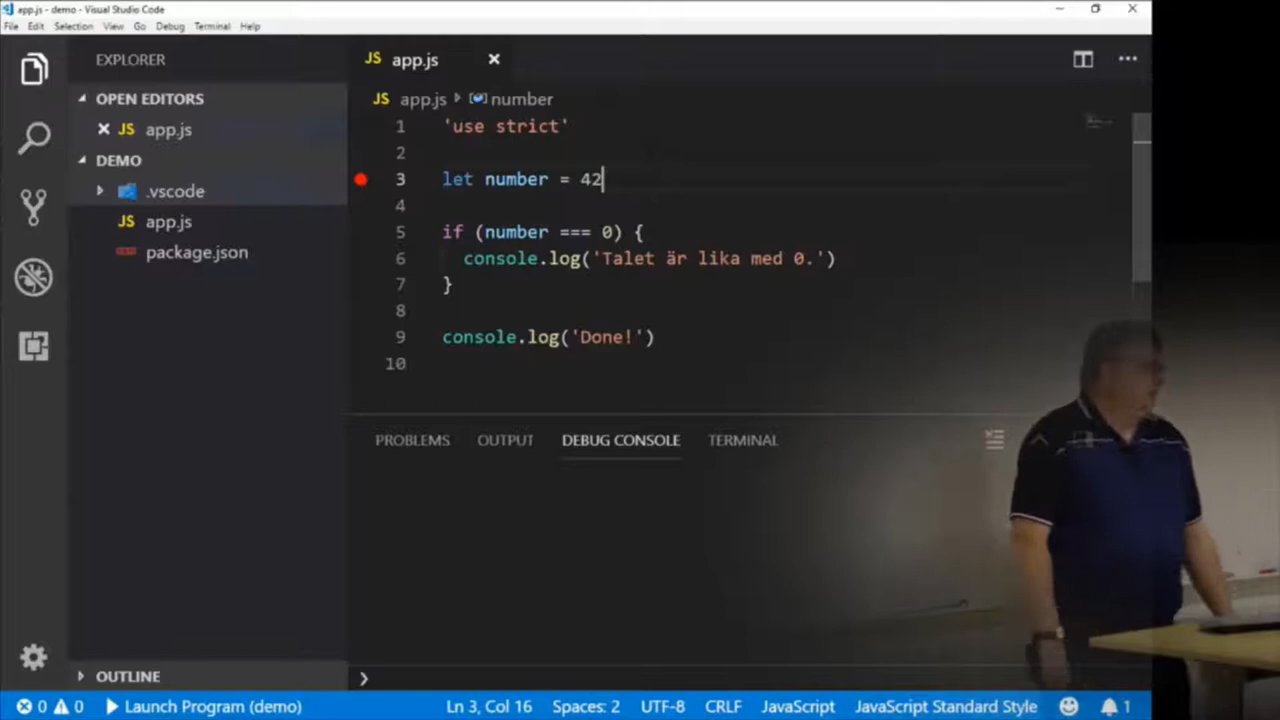 app.js - demo - Visual Studio Code
File Edit Selection View Go Debug Terminal Help
EXPLORER
OPEN EDITORS
JS app.js
DEMO
.vscode
JS app.js
package.json
OUTLINE
JS app.js
JS app.js number
1 'use strict'
2
3 let number = 42
4
5 if (number === 0) {
6 console.log('Talet är lika med 0.')
7 }
8
9 console.log('Done!')
10
PROBLEMS OUTPUT DEBUG CONSOLE TERMINAL
0 0 Launch Program (demo) Ln 3, Col 16 Spaces: 2 UTF-8 CRLF JavaScript JavaScript Standard Style 1